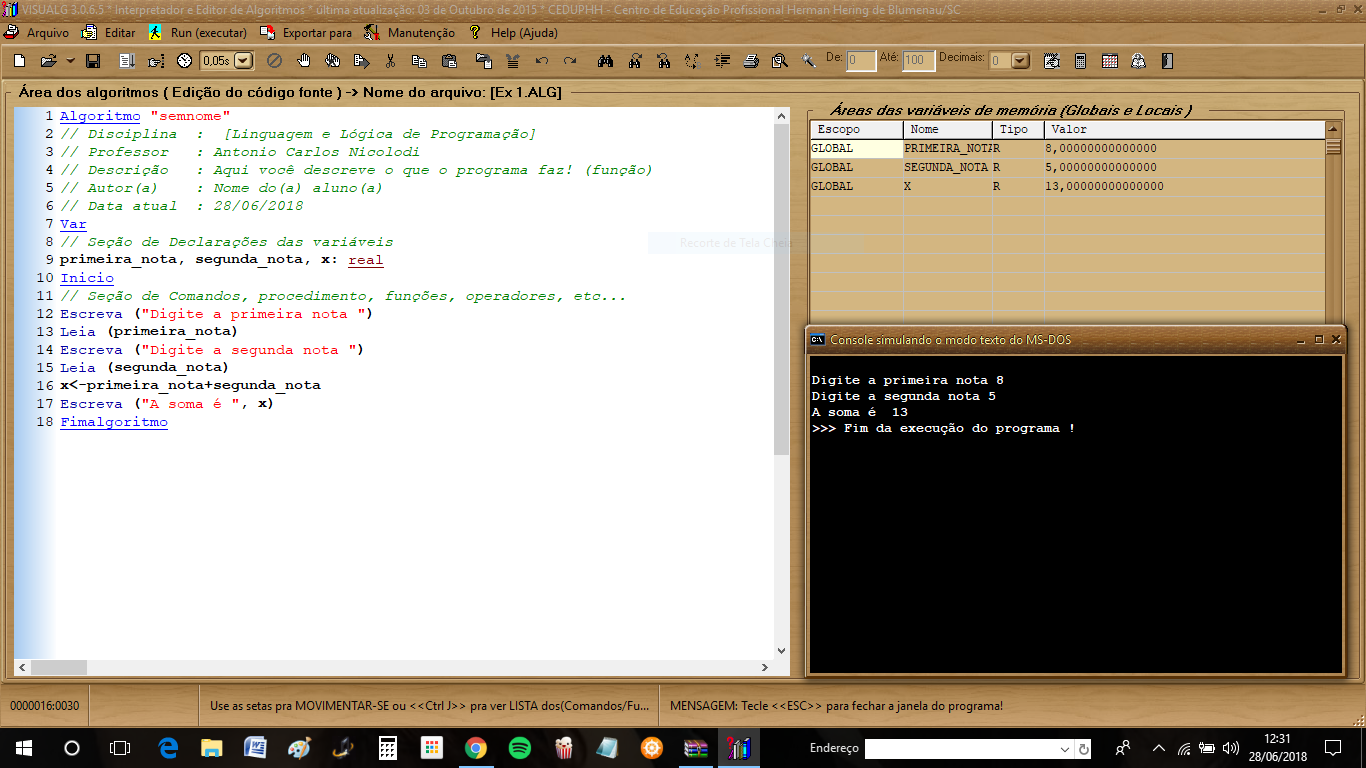 VISUALG 3.0.6.5 * Interpretador e Editor de Algoritmos * última atualização: 03 de Outubro de 2015 * CEDUPHH - Centro de Educação Profissional Herman Hering de Blumenau/SC
Arquivo Editar Run (executar) Exportar para Manutenção Help (Ajuda)
0,05s De: 0 Até: 100 Decimais: 0
Área dos algoritmos ( Edição do código fonte ) -> Nome do arquivo: [Ex 1.ALG]
1 Algoritmo "semnome"
2 // Disciplina  :  [Linguagem e Lógica de Programação]
3 // Professor   : Antonio Carlos Nicolodi
4 // Descrição   : Aqui você descreve o que o programa faz! (função)
5 // Autor(a)    : Nome do(a) aluno(a)
6 // Data atual  : 28/06/2018
7 Var
8 // Seção de Declarações das variáveis
9 primeira_nota, segunda_nota, x: real
10 Inicio
11 // Seção de Comandos, procedimento, funções, operadores, etc...
12 Escreva ("Digite a primeira nota ")
13 Leia (primeira_nota)
14 Escreva ("Digite a segunda nota ")
15 Leia (segunda_nota)
16 x<-primeira_nota+segunda_nota
17 Escreva ("A soma é ", x)
18 Fimalgoritmo
Áreas das variáveis de memória (Globais e Locais )
Escopo Nome Tipo Valor
GLOBAL PRIMEIRA_NOTA R 8,00000000000000
GLOBAL SEGUNDA_NOTA R 5,00000000000000
GLOBAL X R 13,00000000000000
Recorte de Tela Cheia
Console simulando o modo texto do MS-DOS
Digite a primeira nota 8
Digite a segunda nota 5
A soma é  13
>>> Fim da execução do programa !
0000016:0030 Use as setas pra MOVIMENTAR-SE ou <<Ctrl J>> pra ver LISTA dos(Comandos/Fu... MENSAGEM: Tecle <<ESC>> para fechar a janela do programa!
Endereço
12:31
28/06/2018